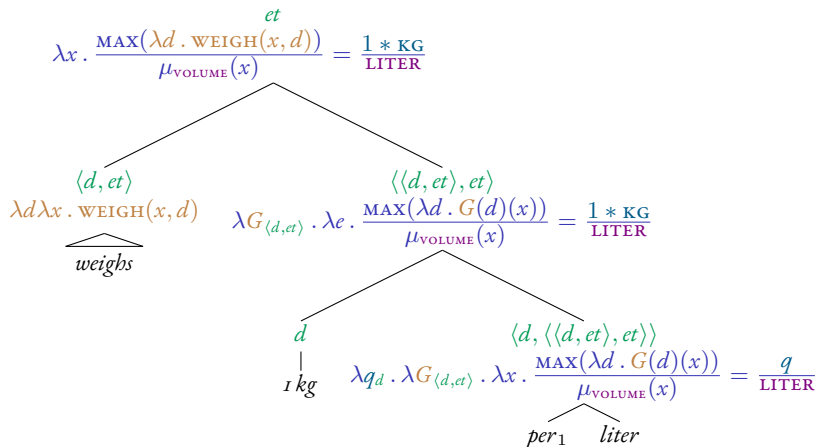 et
λx . MAX(λd . WEIGH(x, d)) / μ_VOLUME(x) = 1 * KG / LITER
⟨d, et⟩
λdλx . WEIGH(x, d)
weighs
⟨⟨d, et⟩, et⟩
λG_⟨d,et⟩ . λe . MAX(λd . G(d)(x)) / μ_VOLUME(x) = 1 * KG / LITER
d
1 kg
⟨d, ⟨⟨d, et⟩, et⟩⟩
λq_d . λG_⟨d,et⟩ . λx . MAX(λd . G(d)(x)) / μ_VOLUME(x) = q / LITER
per₁ liter